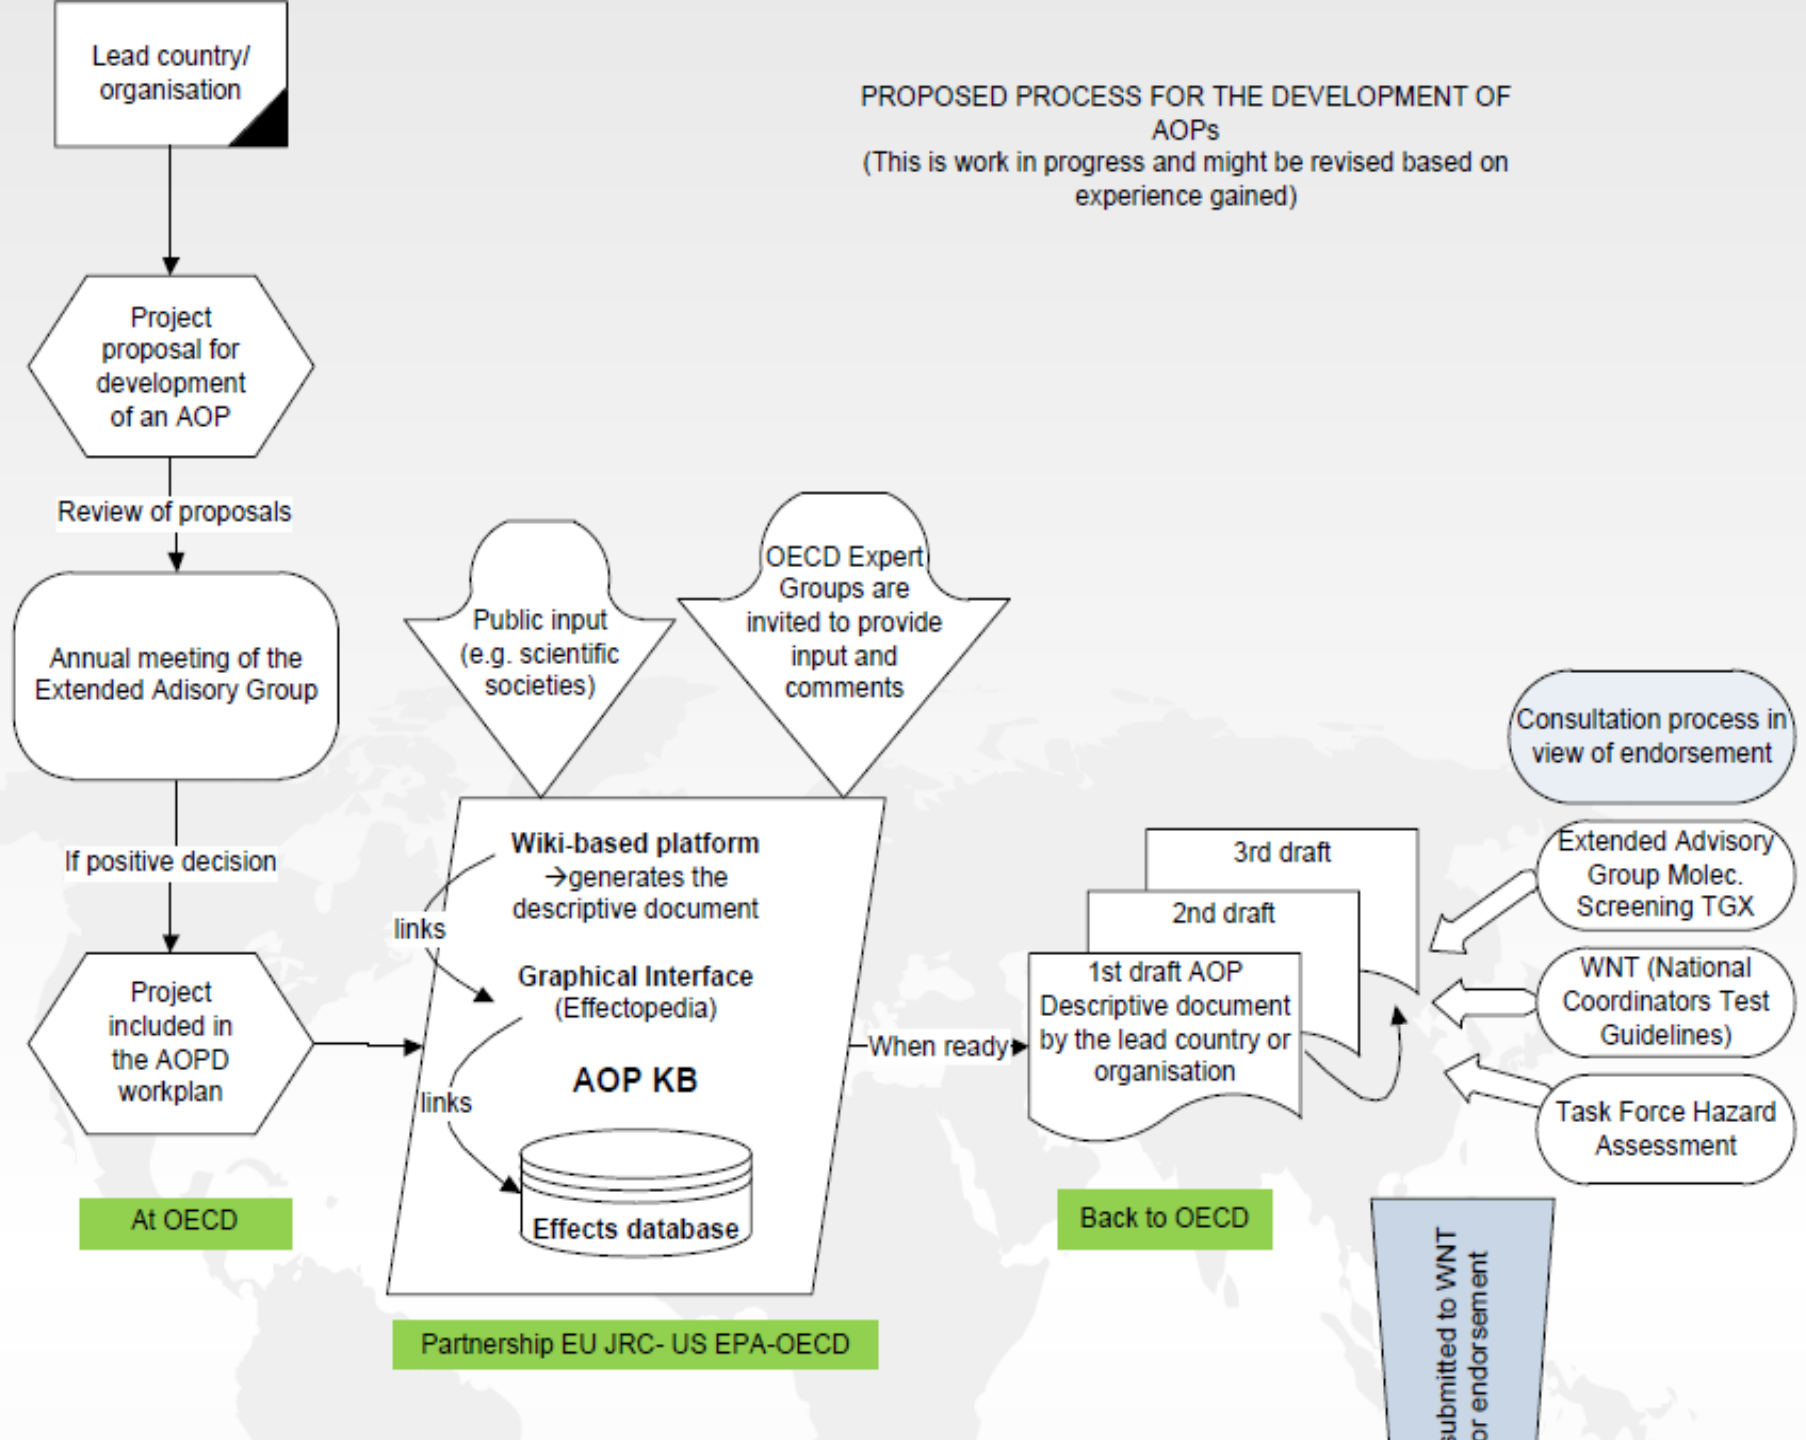 Lead country/
organisation
PROPOSED PROCESS FOR THE DEVELOPMENT OF
AOPs
(This is work in progress and might be revised based on
experience gained)
Project
proposal for
development
of an AOP
Review of proposals
Annual meeting of the
Extended Adisory Group
If positive decision
Project
included in
the AOPD
workplan
At OECD
Public input
(e.g. scientific
societies)
OECD Expert
Groups are
invited to provide
input and
comments
Wiki-based platform
→generates the
descriptive document
links
Graphical Interface
(Effectopedia)
AOP KB
links
Effects database
Partnership EU JRC- US EPA-OECD
When ready
3rd draft
2nd draft
1st draft AOP
Descriptive document
by the lead country or
organisation
Back to OECD
Consultation process in
view of endorsement
Extended Advisory
Group Molec.
Screening TGX
WNT (National
Coordinators Test
Guidelines)
Task Force Hazard
Assessment
submitted to WNT
or endorsement